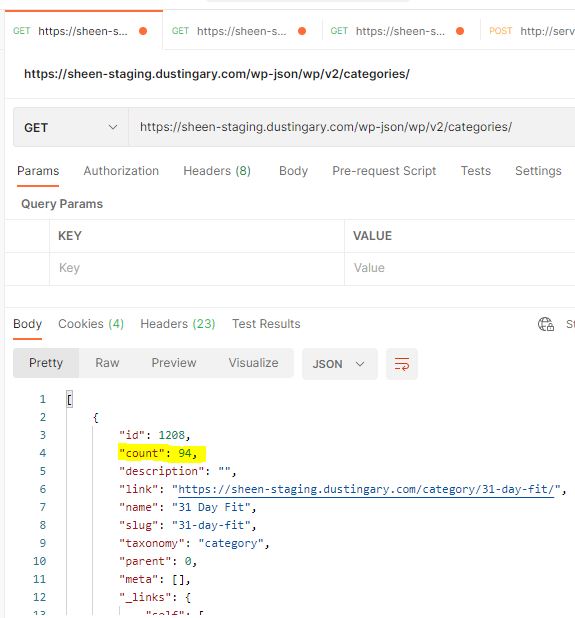 GET https://sheen-s... GET https://sheen-s... GET https://sheen-s... POST http://serv
https://sheen-staging.dustingary.com/wp-json/wp/v2/categories/
GET https://sheen-staging.dustingary.com/wp-json/wp/v2/categories/
Params Authorization Headers (8) Body Pre-request Script Tests Settings
Query Params
KEY VALUE
Key Value
Body Cookies (4) Headers (23) Test Results St
Pretty Raw Preview Visualize JSON
1 [
2 {
3 "id": 1208,
4 "count": 94,
5 "description": "",
6 "link": "https://sheen-staging.dustingary.com/category/31-day-fit/",
7 "name": "31 Day Fit",
8 "slug": "31-day-fit",
9 "taxonomy": "category",
10 "parent": 0,
11 "meta": [],
12 "_links": {
13 "self": [